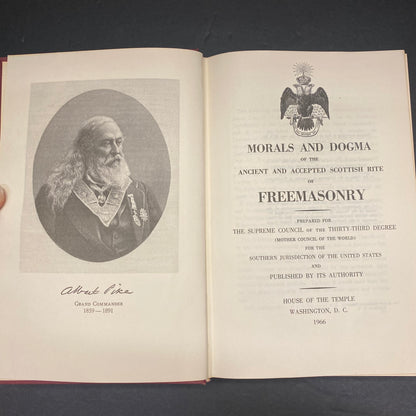 Albert Pike
GRAND COMMANDER
1859—1891
MORALS AND DOGMA
OF THE
ANCIENT AND ACCEPTED SCOTTISH RITE
OF
FREEMASONRY
PREPARED FOR
THE SUPREME COUNCIL OF THE THIRTY-THIRD DEGREE
(MOTHER COUNCIL OF THE WORLD)
FOR THE
SOUTHERN JURISDICTION OF THE UNITED STATES
AND
PUBLISHED BY ITS AUTHORITY
HOUSE OF THE TEMPLE
WASHINGTON, D. C.
1966